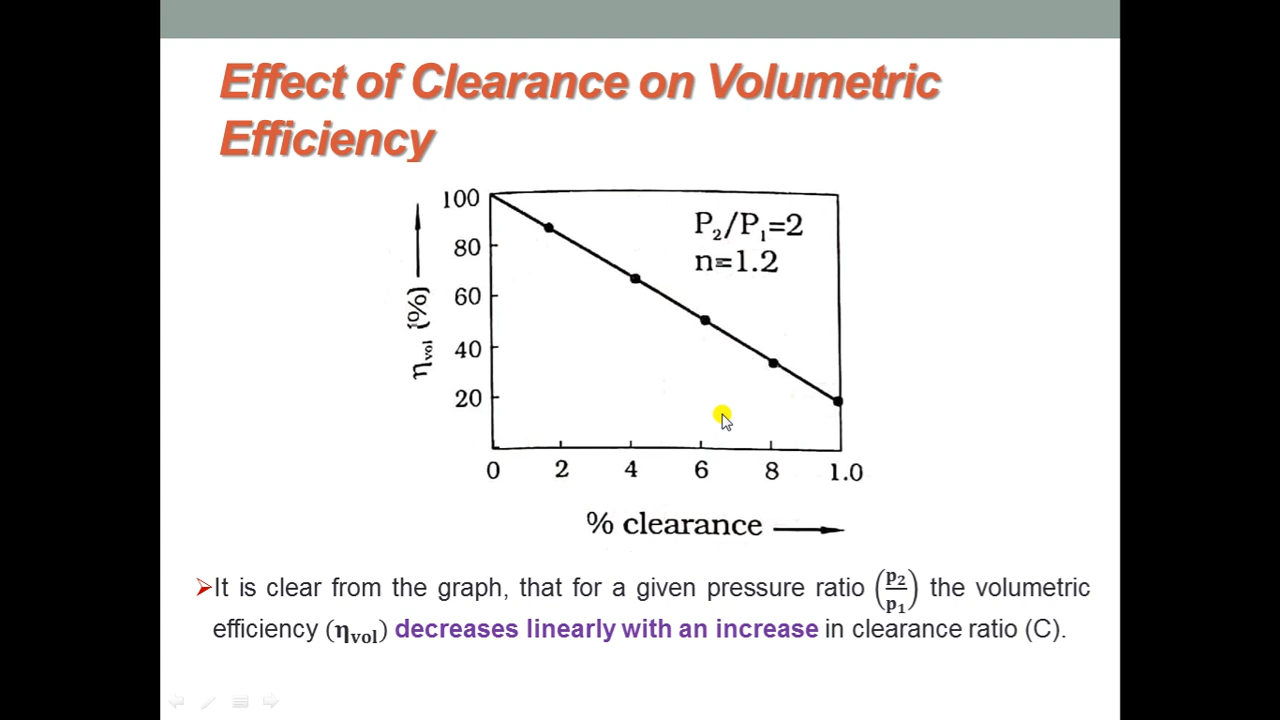 Effect of Clearance on Volumetric
Efficiency
100
80
60
40
20
η_vol (%)
P₂/P₁=2
n=1.2
0 2 4 6 8 1.0
% clearance
It is clear from the graph, that for a given pressure ratio (p₂/p₁) the volumetric
efficiency (η_vol) decreases linearly with an increase in clearance ratio (C).